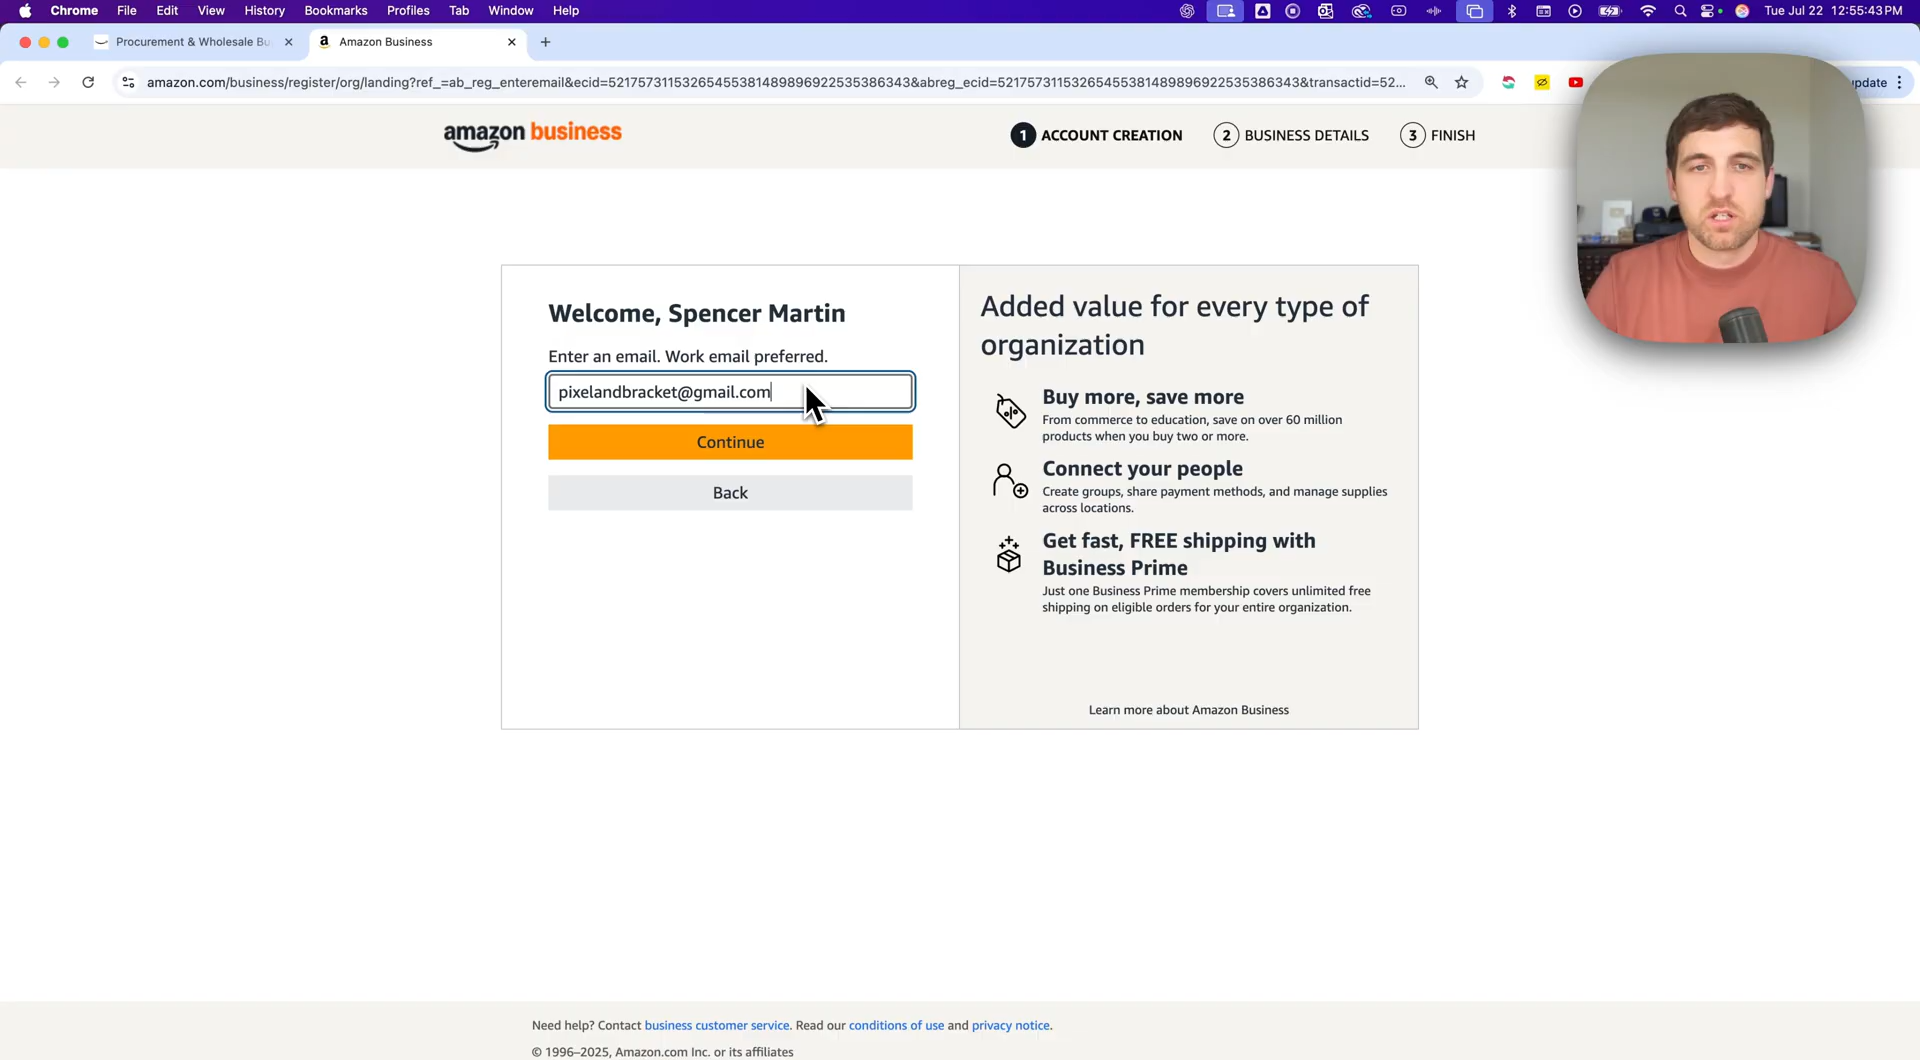 Chrome File Edit View History Bookmarks Profiles Tab Window Help Tue Jul 22 12:55:43 PM
Procurement & Wholesale Bu
Amazon Business
amazon.com/business/register/org/landing?ref_=ab_reg_enteremail&ecid=52175731153265455381489896922535386343&abreg_ecid=52175731153265455381489896922535386343&transactid=52...
update
amazon business
1 ACCOUNT CREATION 2 BUSINESS DETAILS 3 FINISH
Welcome, Spencer Martin
Enter an email. Work email preferred.
pixelandbracket@gmail.com
Continue
Back
Added value for every type of
organization
Buy more, save more
From commerce to education, save on over 60 million
products when you buy two or more.
Connect your people
Create groups, share payment methods, and manage supplies
across locations.
Get fast, FREE shipping with
Business Prime
Just one Business Prime membership covers unlimited free
shipping on eligible orders for your entire organization.
Learn more about Amazon Business
Need help? Contact business customer service. Read our conditions of use and privacy notice.
© 1996–2025, Amazon.com Inc. or its affiliates